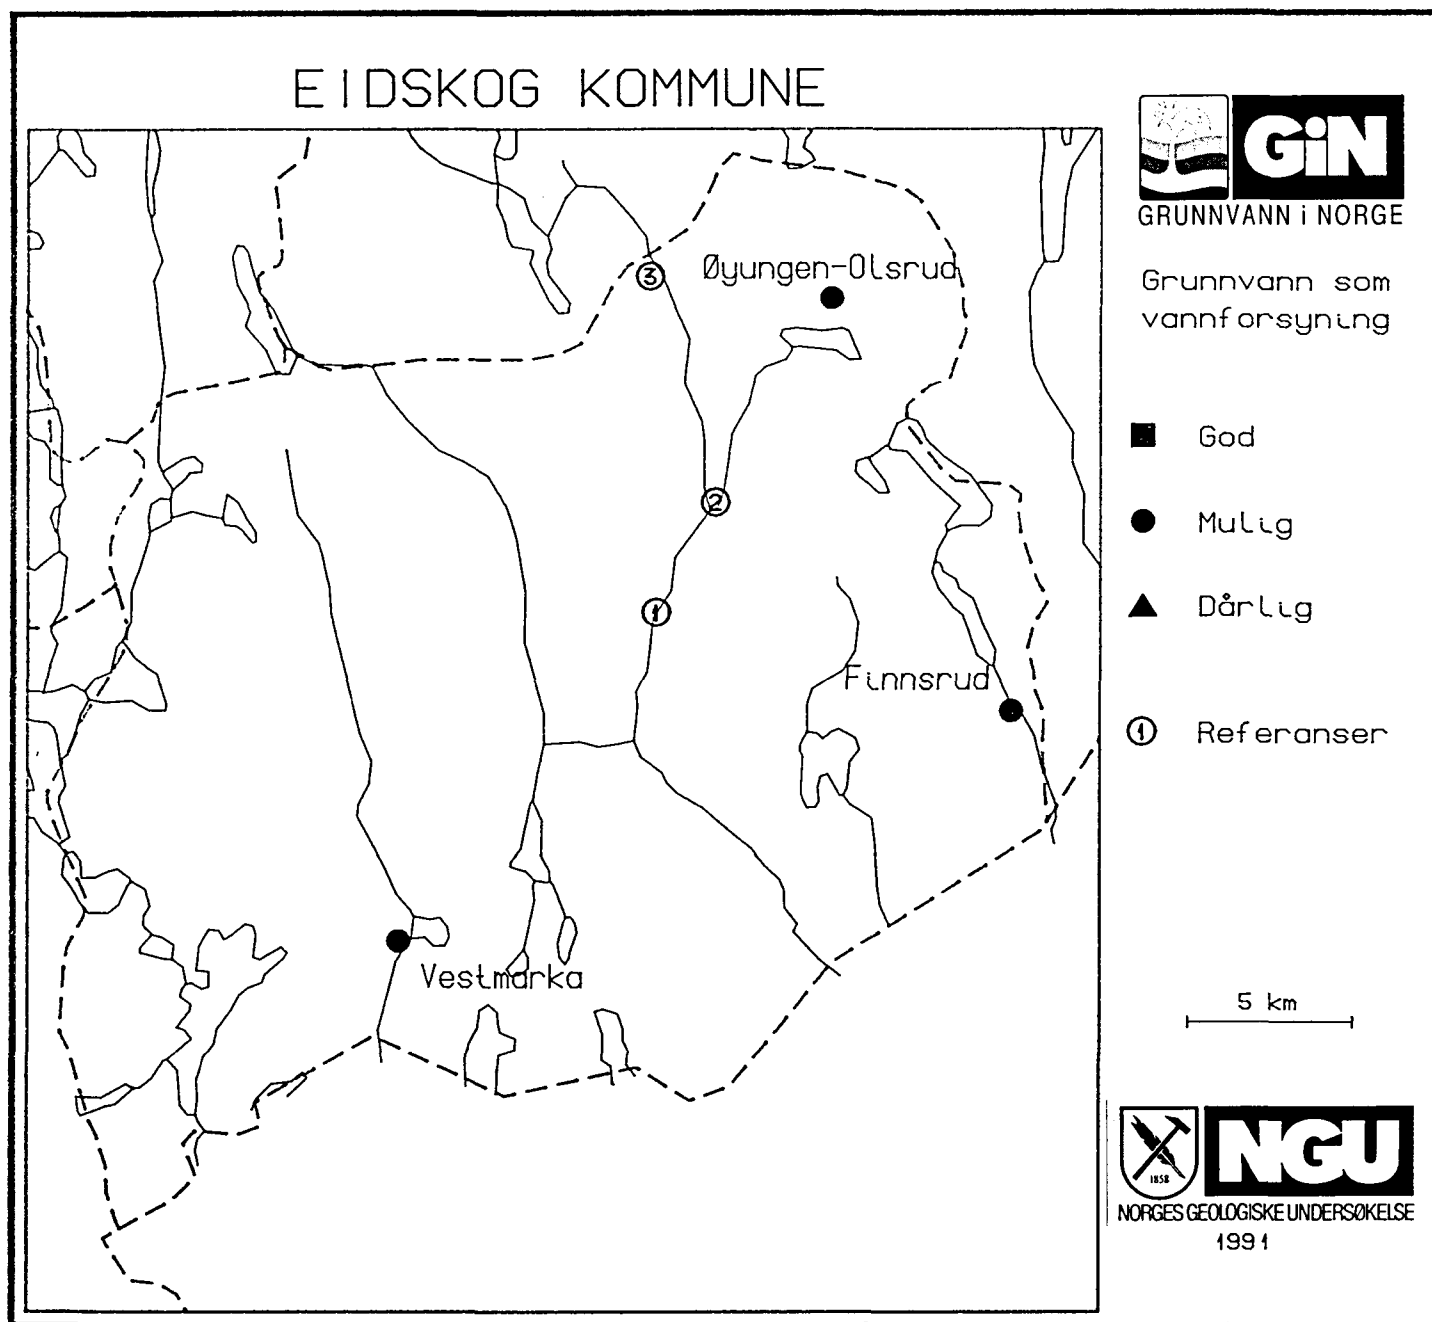 EIDSKOG KOMMUNE
GiN
GRUNNVANN i NORGE
Grunnvann som
vannforsyning
God
Mulig
Dårlig
1 Referanser
5 km
3
Øyungen-Olsrud
2
1
Finnsrud
Vestmarka
1858
NGU
NORGES GEOLOGISKE UNDERSØKELSE
1991